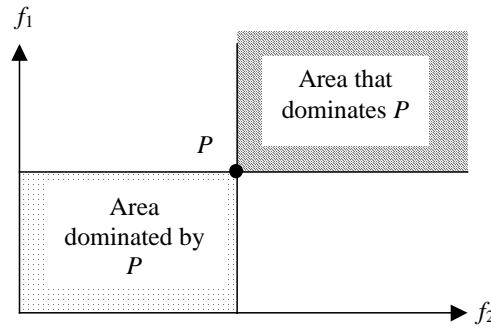 f1
Area that
dominates P
P
Area
dominated by
P
f2